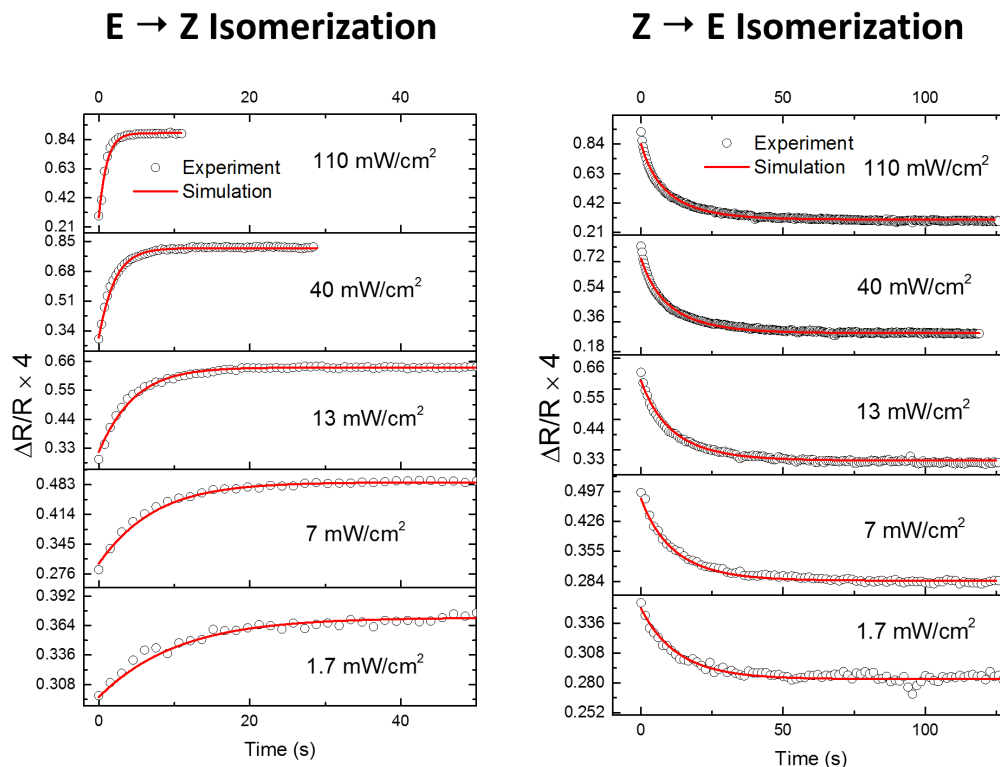 E → Z Isomerization
0 20 40
0.84
0.63
0.42
0.21
Experiment
Simulation
110 mW/cm²
0.85
0.68
0.51
0.34
40 mW/cm²
0.66
0.55
0.44
0.33
13 mW/cm²
0.483
0.414
0.345
0.276
7 mW/cm²
0.392
0.364
0.336
0.308
1.7 mW/cm²
ΔR/R × 4
0 20 40
Time (s)
Z → E Isomerization
0 50 100
0.84
0.63
0.42
0.21
Experiment
Simulation
110 mW/cm²
0.72
0.54
0.36
0.18
40 mW/cm²
0.66
0.55
0.44
0.33
13 mW/cm²
0.497
0.426
0.355
0.284
7 mW/cm²
0.336
0.308
0.280
0.252
1.7 mW/cm²
ΔR/R × 4
0 50 100
Time (s)